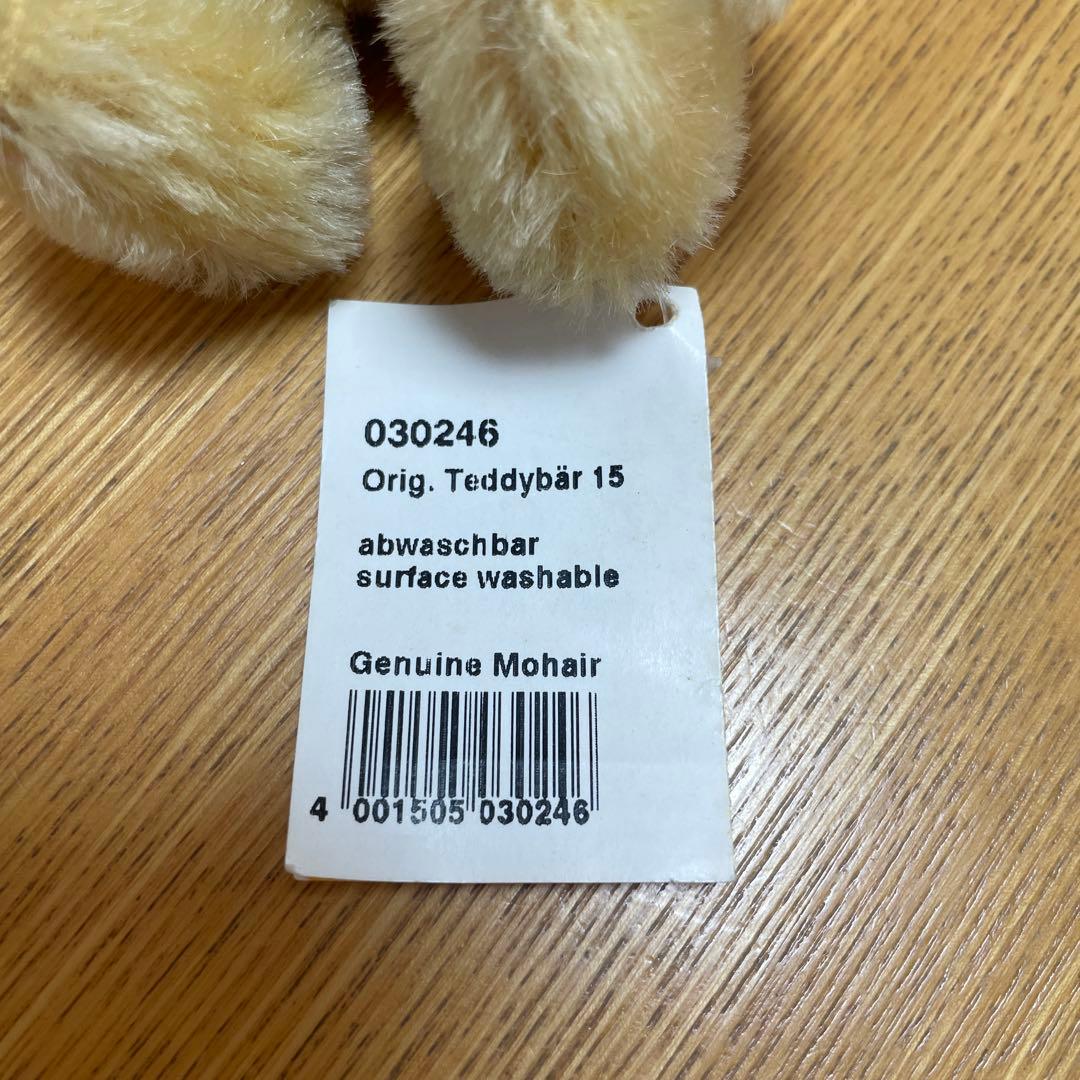 030246
Orig. Teddybär 15
abwaschbar
surface washable
Genuine Mohair
4 001505 030246